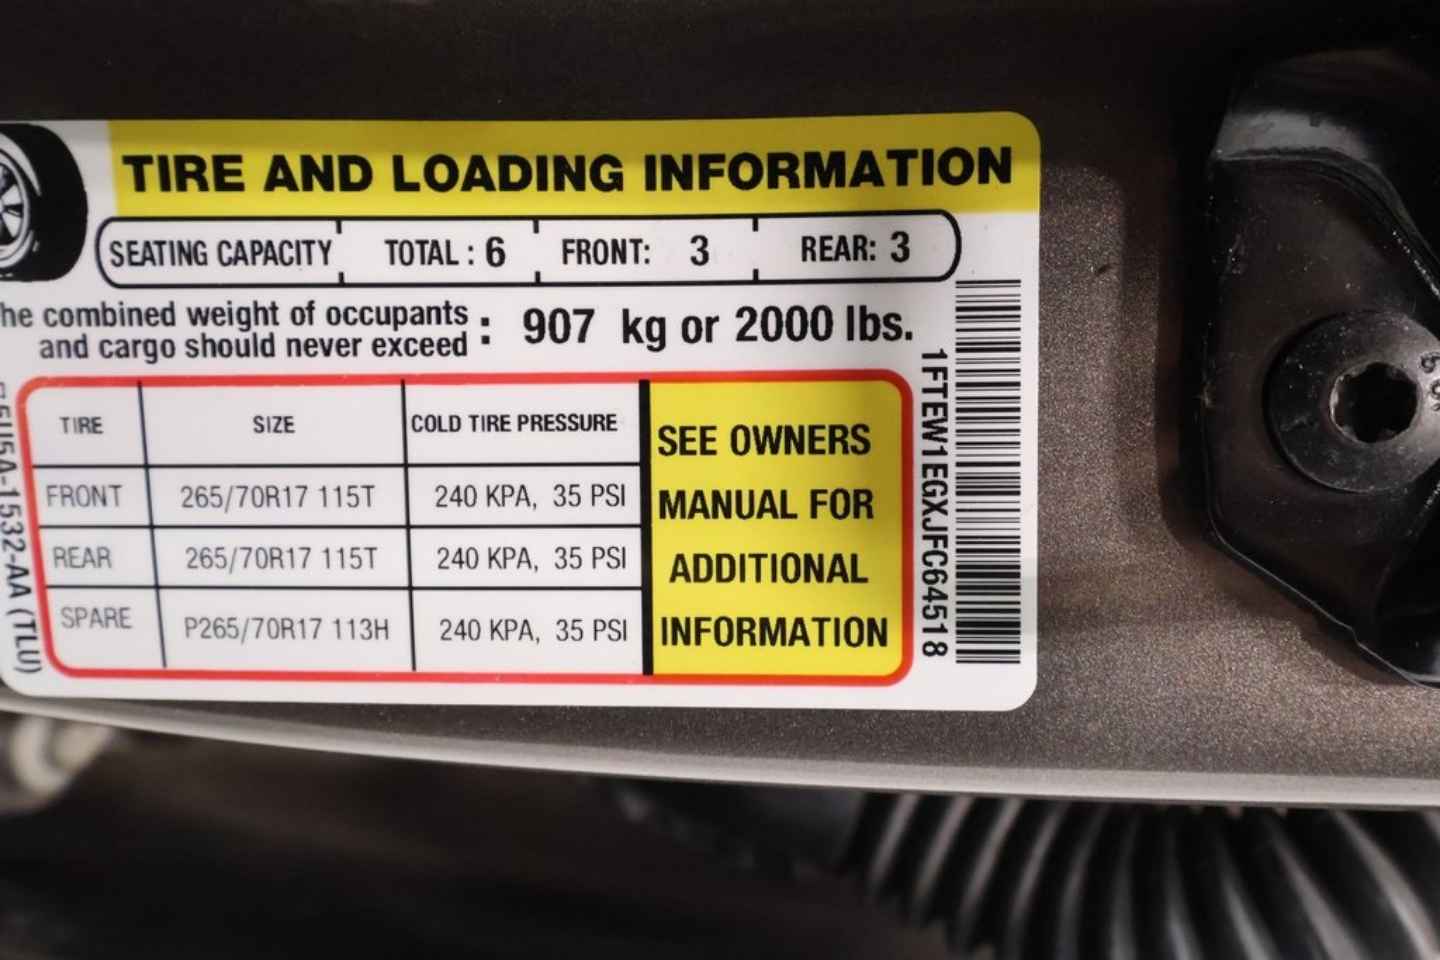 TIRE AND LOADING INFORMATION
SEATING CAPACITY TOTAL : 6 FRONT: 3 REAR: 3
he combined weight of occupants
and cargo should never exceed : 907 kg or 2000 lbs.
TIRE SIZE COLD TIRE PRESSURE
FRONT 265/70R17 115T 240 KPA, 35 PSI
REAR 265/70R17 115T 240 KPA, 35 PSI
SPARE P265/70R17 113H 240 KPA, 35 PSI
SEE OWNERS
MANUAL FOR
ADDITIONAL
INFORMATION
1FTEW1EGXJFC64518
5U5A-1532-AA (TLU)